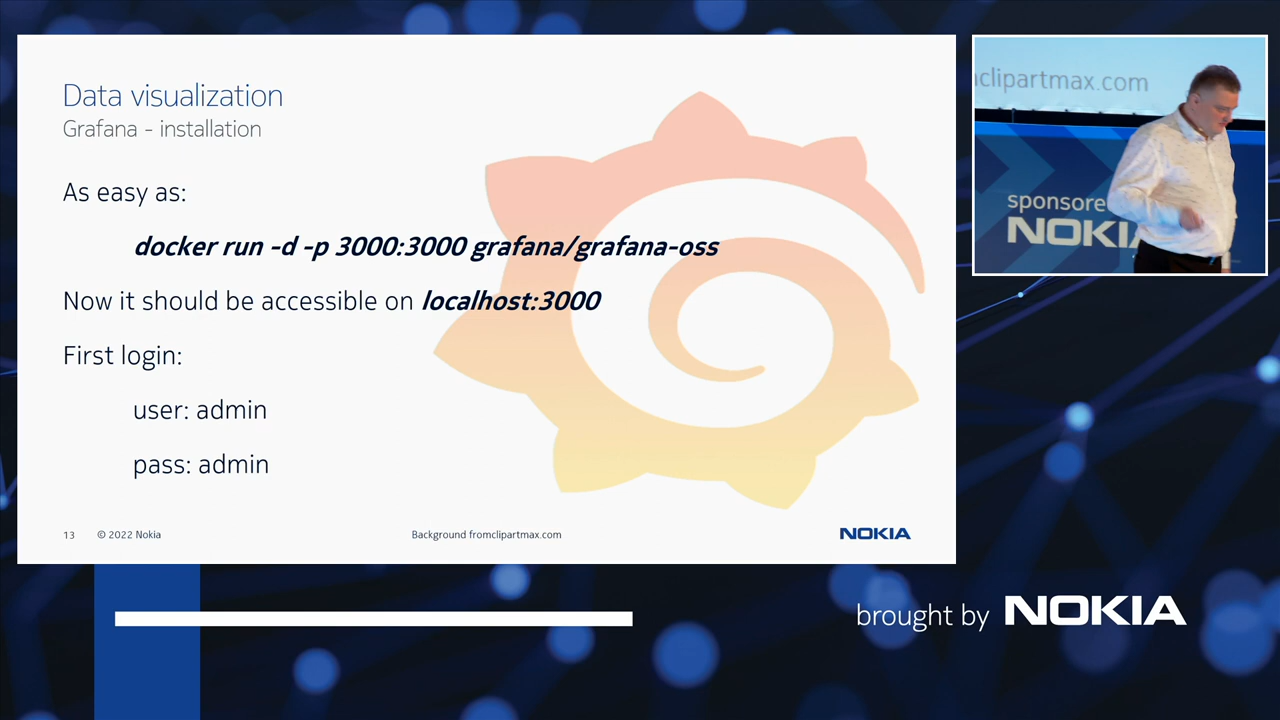 Data visualization
Grafana - installation
As easy as:
docker run -d -p 3000:3000 grafana/grafana-oss
Now it should be accessible on localhost:3000
First login:
user: admin
pass: admin
13 © 2022 Nokia Background fromclipartmax.com NOKIA
clipartmax.com
sponsore
NOKIA
brought by NOKIA